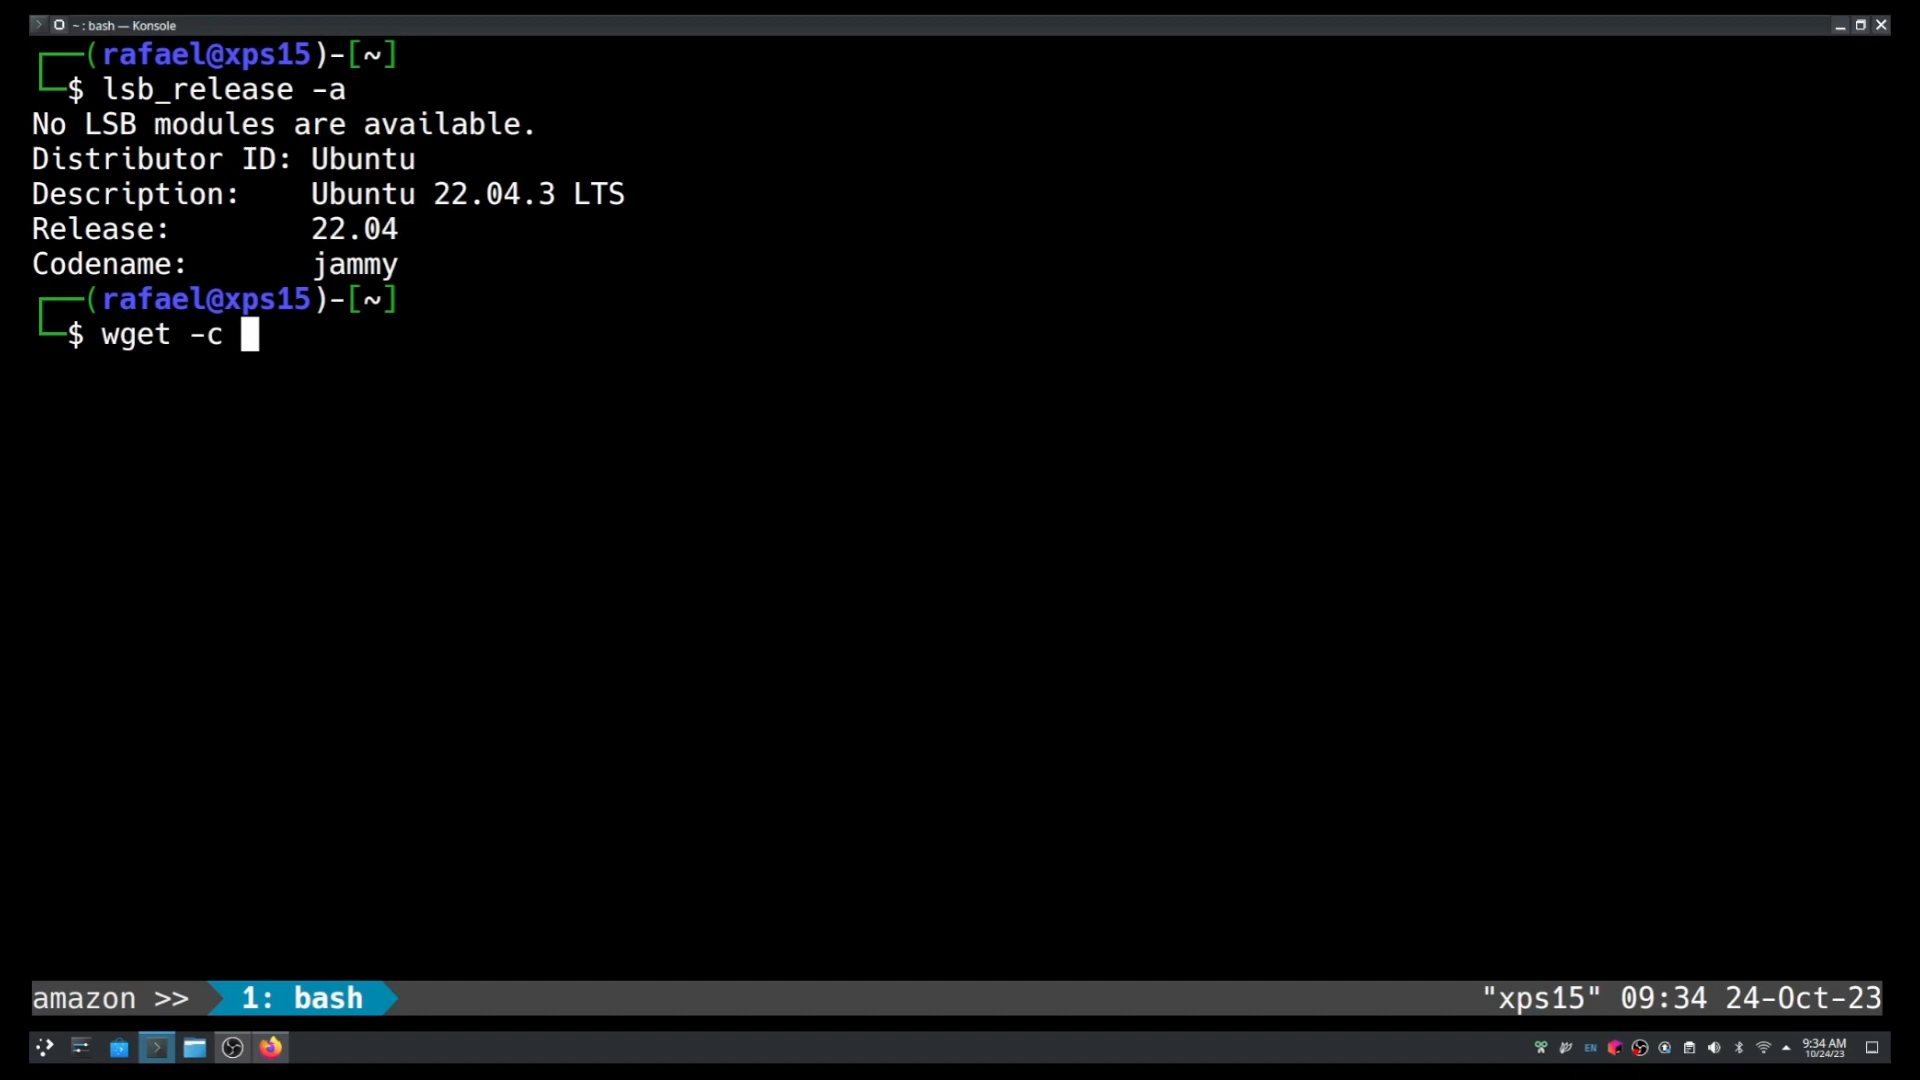 ~ : bash — Konsole
(rafael@xps15)-[~]
$ lsb_release -a
No LSB modules are available.
Distributor ID: Ubuntu
Description: Ubuntu 22.04.3 LTS
Release: 22.04
Codename: jammy
(rafael@xps15)-[~]
$ wget -c
amazon >> 1: bash "xps15" 09:34 24-Oct-23
EN 9:34 AM
10/24/23